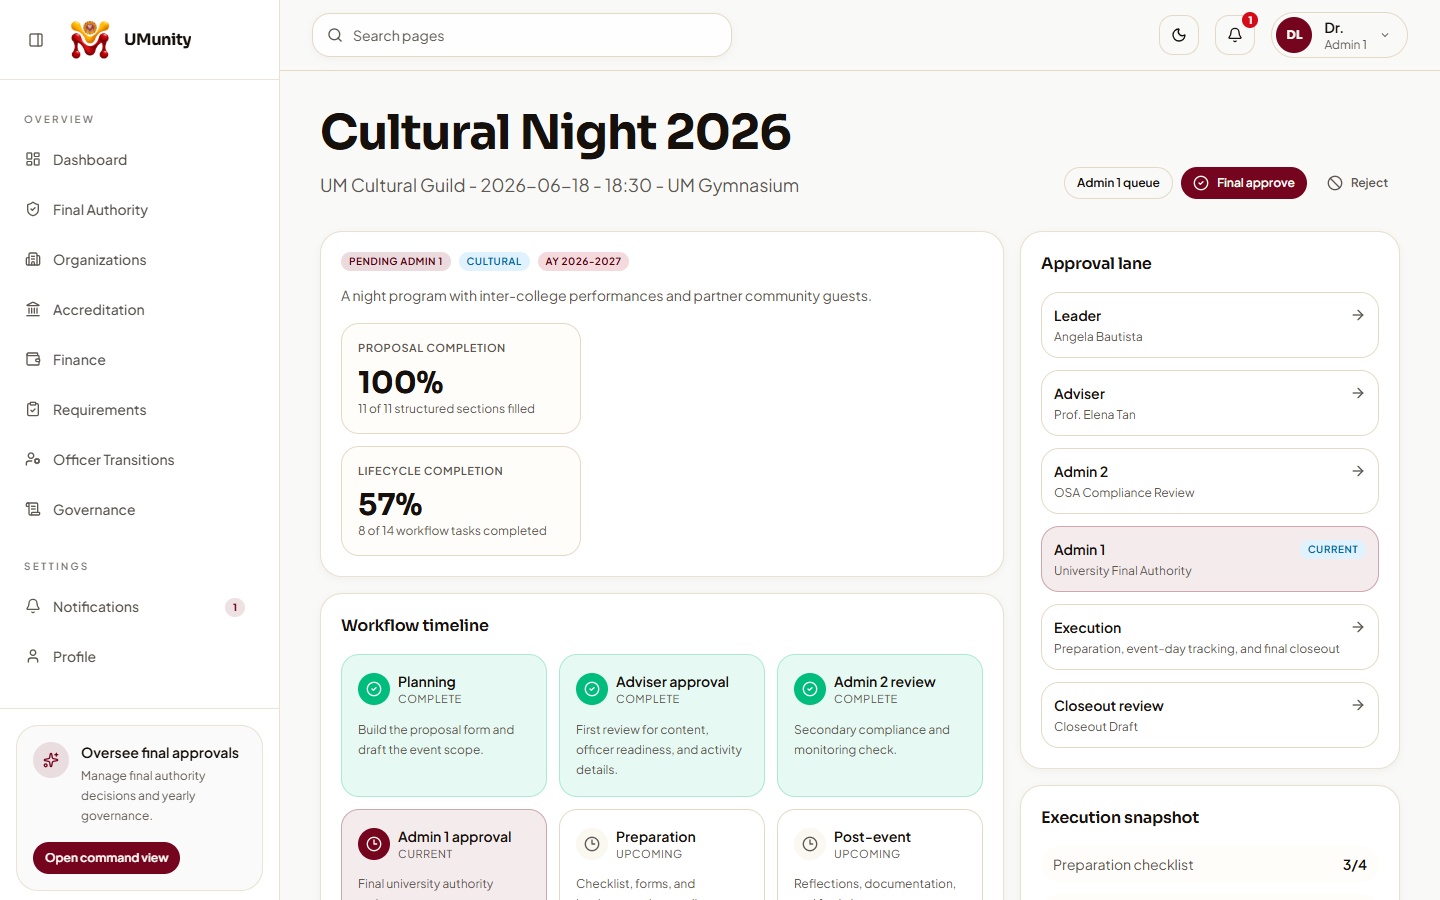 UMunity
Search pages
1
DL
Dr.
Admin 1
OVERVIEW
Dashboard
Final Authority
Organizations
Accreditation
Finance
Requirements
Officer Transitions
Governance
SETTINGS
Notifications
1
Profile
Oversee final approvals
Manage final authority
decisions and yearly
governance.
Open command view
Cultural Night 2026
UM Cultural Guild - 2026-06-18 - 18:30 - UM Gymnasium
Admin 1 queue
Final approve
Reject
PENDING ADMIN 1
CULTURAL
AY 2026-2027
A night program with inter-college performances and partner community guests.
PROPOSAL COMPLETION
100%
11 of 11 structured sections filled
LIFECYCLE COMPLETION
57%
8 of 14 workflow tasks completed
Workflow timeline
Planning
COMPLETE
Build the proposal form and
draft the event scope.
Adviser approval
COMPLETE
First review for content,
officer readiness, and activity
details.
Admin 2 review
COMPLETE
Secondary compliance and
monitoring check.
Admin 1 approval
CURRENT
Final university authority
Preparation
UPCOMING
Checklist, forms, and
Post-event
UPCOMING
Reflections, documentation,
Approval lane
Leader
Angela Bautista
Adviser
Prof. Elena Tan
Admin 2
OSA Compliance Review
Admin 1
CURRENT
University Final Authority
Execution
Preparation, event-day tracking, and final closeout
Closeout review
Closeout Draft
Execution snapshot
Preparation checklist
3/4